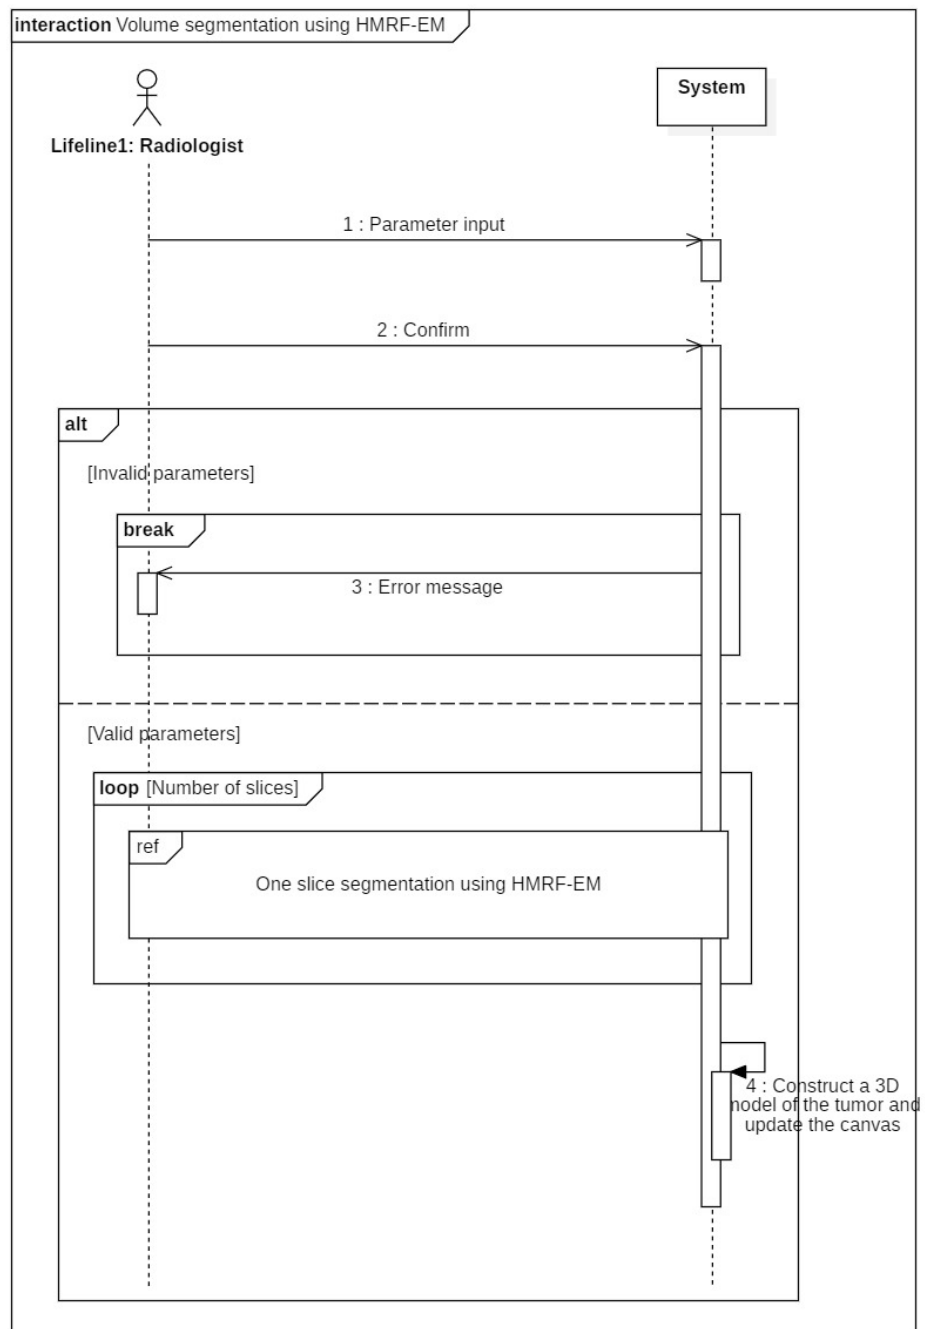 interaction Volume segmentation using HMRF-EM
System
Lifeline1: Radiologist
1 : Parameter input
2 : Confirm
alt
[Invalid parameters]
break
3 : Error message
[Valid parameters]
loop [Number of slices]
ref
One slice segmentation using HMRF-EM
4 : Construct a 3D
model of the tumor and
update the canvas